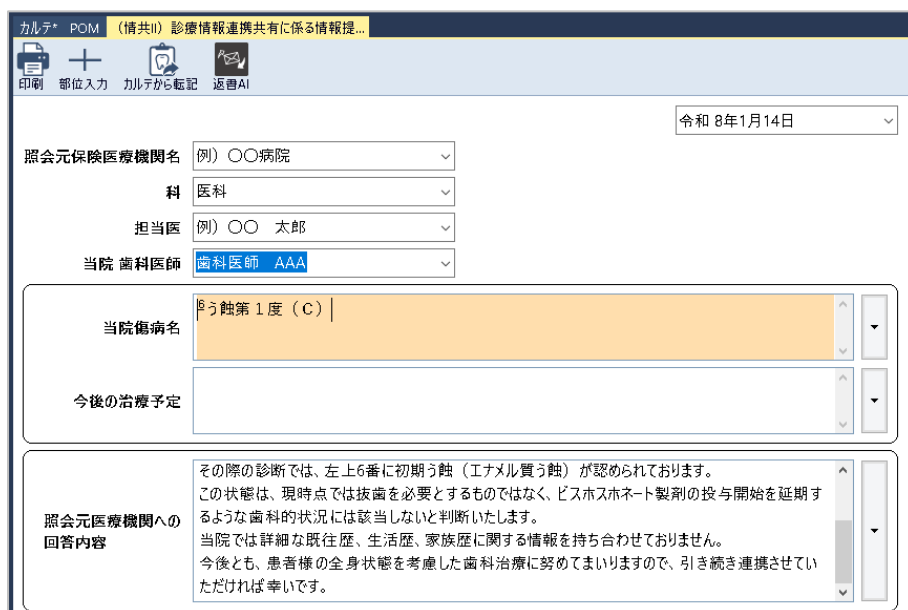 カルテ* POM (情共II) 診療情報連携共有に係る情報提...
印刷 部位入力 カルテから転記 返書AI
令和 8年1月14日
照会元保険医療機関名 例）〇〇病院
科 医科
担当医 例）〇〇 太郎
当院 歯科医師 歯科医師 AAA
当院傷病名 6う蝕第１度（C）
今後の治療予定
照会元医療機関への
回答内容
その際の診断では、左上6番に初期う蝕（エナメル質う蝕）が認められております。
この状態は、現時点では抜歯を必要とするものではなく、ビスホスホネート製剤の投与開始を延期す
るような歯科的状況には該当しないと判断いたします。
当院では詳細な既往歴、生活歴、家族歴に関する情報を持ち合わせておりません。
今後とも、患者様の全身状態を考慮した歯科治療に努めてまいりますので、引き続き連携させてい
ただければ幸いです。